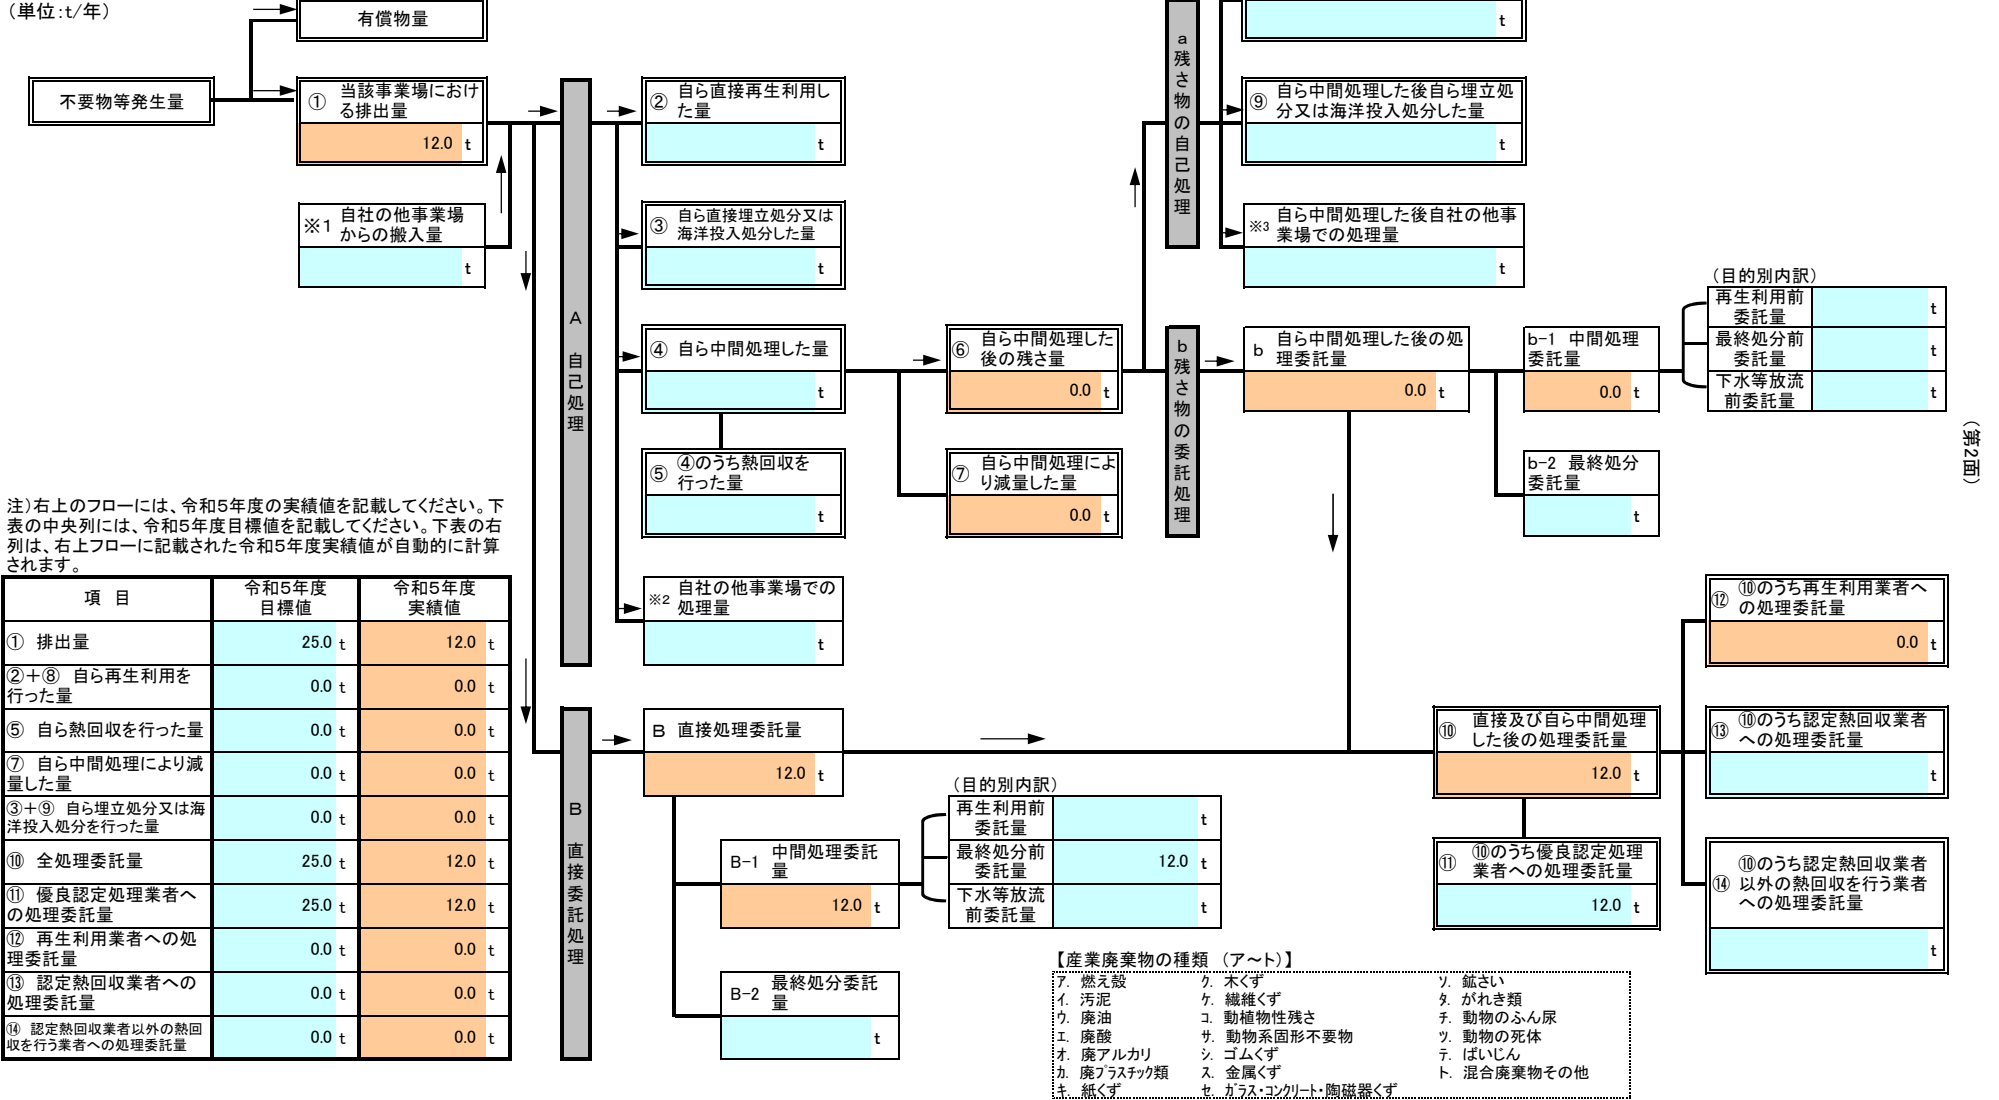 （単位:t/年）
有償物量
不要物等発生量
① 当該事業場におけ
る排出量
12.0 t
※1 自社の他事業場
からの搬入量
t
A 自己処理
② 自ら直接再生利用し
た量
t
③ 自ら直接埋立処分又は
海洋投入処分した量
t
④ 自ら中間処理した量
t
⑤ ④のうち熱回収を
行った量
t
※2 自社の他事業場での
処理量
t
⑥ 自ら中間処理した
後の残さ量
0.0 t
⑦ 自ら中間処理によ
り減量した量
0.0 t
a 残さ物の自己処理
t
⑨ 自ら中間処理した後自ら埋立処
分又は海洋投入処分した量
t
※3 自ら中間処理した後自社の他事
業場での処理量
t
b 残さ物の委託処理
b 自ら中間処理した後の処
理委託量
0.0 t
b-1 中間処理
委託量
0.0 t
b-2 最終処分
委託量
t
（目的別内訳）
再生利用前
委託量
t
最終処分前
委託量
t
下水等放流
前委託量
t
（第2面）
注）右上のフローには、令和5年度の実績値を記載してください。下
表の中央列には、令和5年度目標値を記載してください。下表の右
列は、右上フローに記載された令和5年度実績値が自動的に計算
されます。
項 目 令和5年度
目標値 令和5年度
実績値
① 排出量 25.0 t 12.0 t
②＋⑧ 自ら再生利用を
行った量 0.0 t 0.0 t
⑤ 自ら熱回収を行った量 0.0 t 0.0 t
⑦ 自ら中間処理により減
量した量 0.0 t 0.0 t
③＋⑨ 自ら埋立処分又は海
洋投入処分を行った量 0.0 t 0.0 t
⑩ 全処理委託量 25.0 t 12.0 t
⑪ 優良認定処理業者へ
の処理委託量 25.0 t 12.0 t
⑫ 再生利用業者への処
理委託量 0.0 t 0.0 t
⑬ 認定熱回収業者への
処理委託量 0.0 t 0.0 t
⑭ 認定熱回収業者以外の熱回
収を行う業者への処理委託量 0.0 t 0.0 t
B 直接委託処理
B 直接処理委託量
12.0 t
B-1 中間処理委託
量
12.0 t
B-2 最終処分委託
量
t
（目的別内訳）
再生利用前
委託量
t
最終処分前
委託量
12.0 t
下水等放流
前委託量
t
⑩ 直接及び自ら中間処理
した後の処理委託量
12.0 t
⑪ ⑩のうち優良認定処理
業者への処理委託量
12.0 t
⑫ ⑩のうち再生利用業者へ
の処理委託量
0.0 t
⑬ ⑩のうち認定熱回収業者
への処理委託量
t
⑭ ⑩のうち認定熱回収業者
以外の熱回収を行う業者
への処理委託量
t
【産業廃棄物の種類 （ア～ト）】
ア. 燃え殻 ク. 木くず ソ. 鉱さい
イ. 汚泥 ケ. 繊維くず タ. がれき類
ウ. 廃油 コ. 動植物性残さ チ. 動物のふん尿
エ. 廃酸 サ. 動物系固形不要物 ツ. 動物の死体
オ. 廃アルカリ シ. ゴムくず テ. ばいじん
カ. 廃プラスチック類 ス. 金属くず ト. 混合廃棄物その他
キ. 紙くず セ. ガラス・コンクリート・陶磁器くず